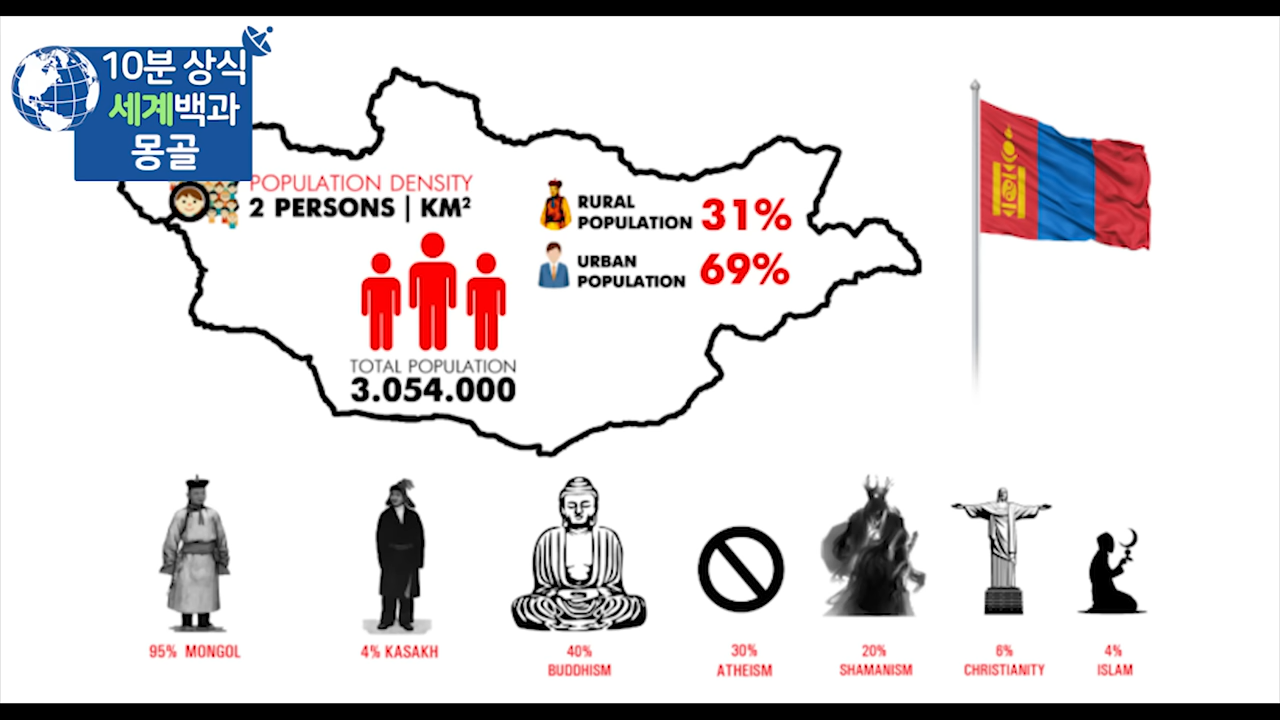 10분 상식
세계백과
몽골
POPULATION DENSITY
2 PERSONS | KM²
RURAL
POPULATION 31%
URBAN
POPULATION 69%
TOTAL POPULATION
3.054.000
95% MONGOL
4% KASAKH
40%
BUDDHISM
30%
ATHEISM
20%
SHAMANISM
6%
CHRISTIANITY
4%
ISLAM